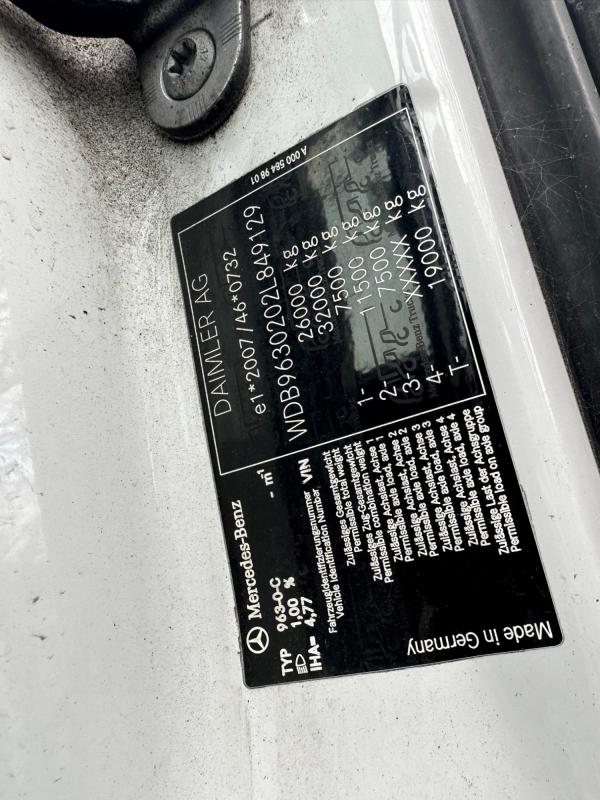 A 000 584 98 01
Mercedes-Benz DAIMLER AG
TYP 963-0-C - m¹ e1*2007/46*0732
1,00 %
IHA= 4,77
Fahrzeugidentifizierungsnummer
Vehicle Identification Number VIN WDB9630202L849129
Zulässiges Gesamtgewicht
Permissible total weight 26000 kg
Zulässiges Zug-Gesamtgewicht
Permissible combination weight 32000 kg
Zulässige Achslast, Achse 1
Permissible axle load, axle 1 1- 7500 kg
Zulässige Achslast, Achse 2
Permissible axle load, axle 2 2- 11500 kg
Zulässige Achslast, Achse 3
Permissible axle load, axle 3 3- 7500 kg
Zulässige Achslast, Achse 4
Permissible axle load, axle 4 4- XXXXX kg
Zulässige Last der Achsgruppe
Permissible load on axle group T- 19000 kg
Made in Germany